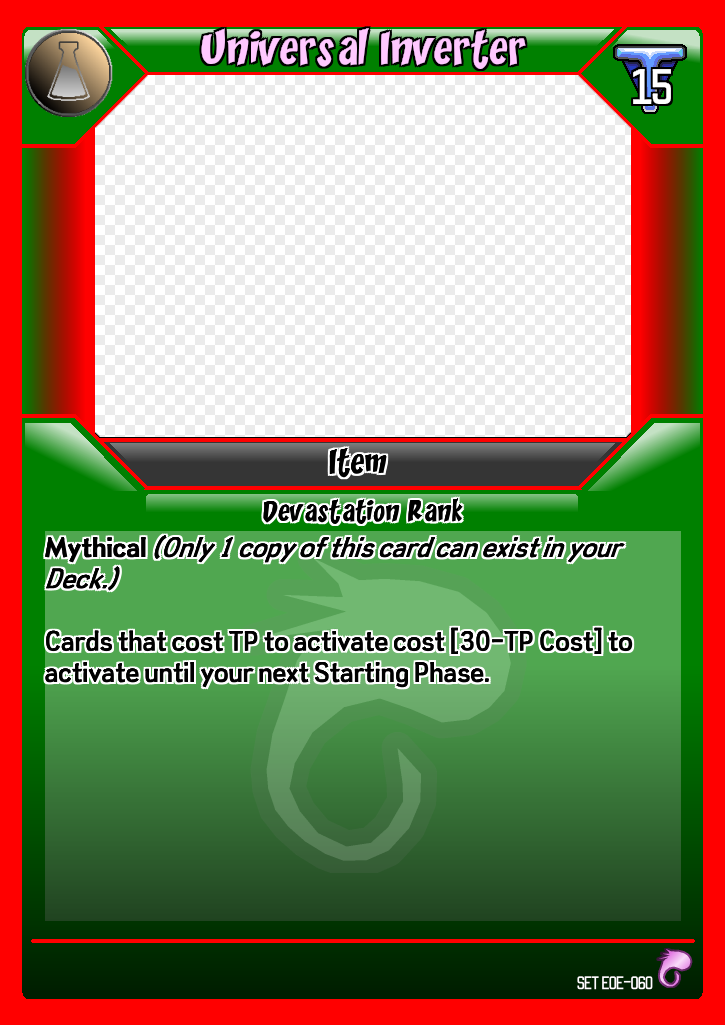 Universal Inverter
15
Item
Devastation Rank
Mythical (Only 1 copy of this card can exist in your
Deck.)
Cards that cost TP to activate cost [30-TP Cost] to
activate until your next Starting Phase.
SET EOE-060